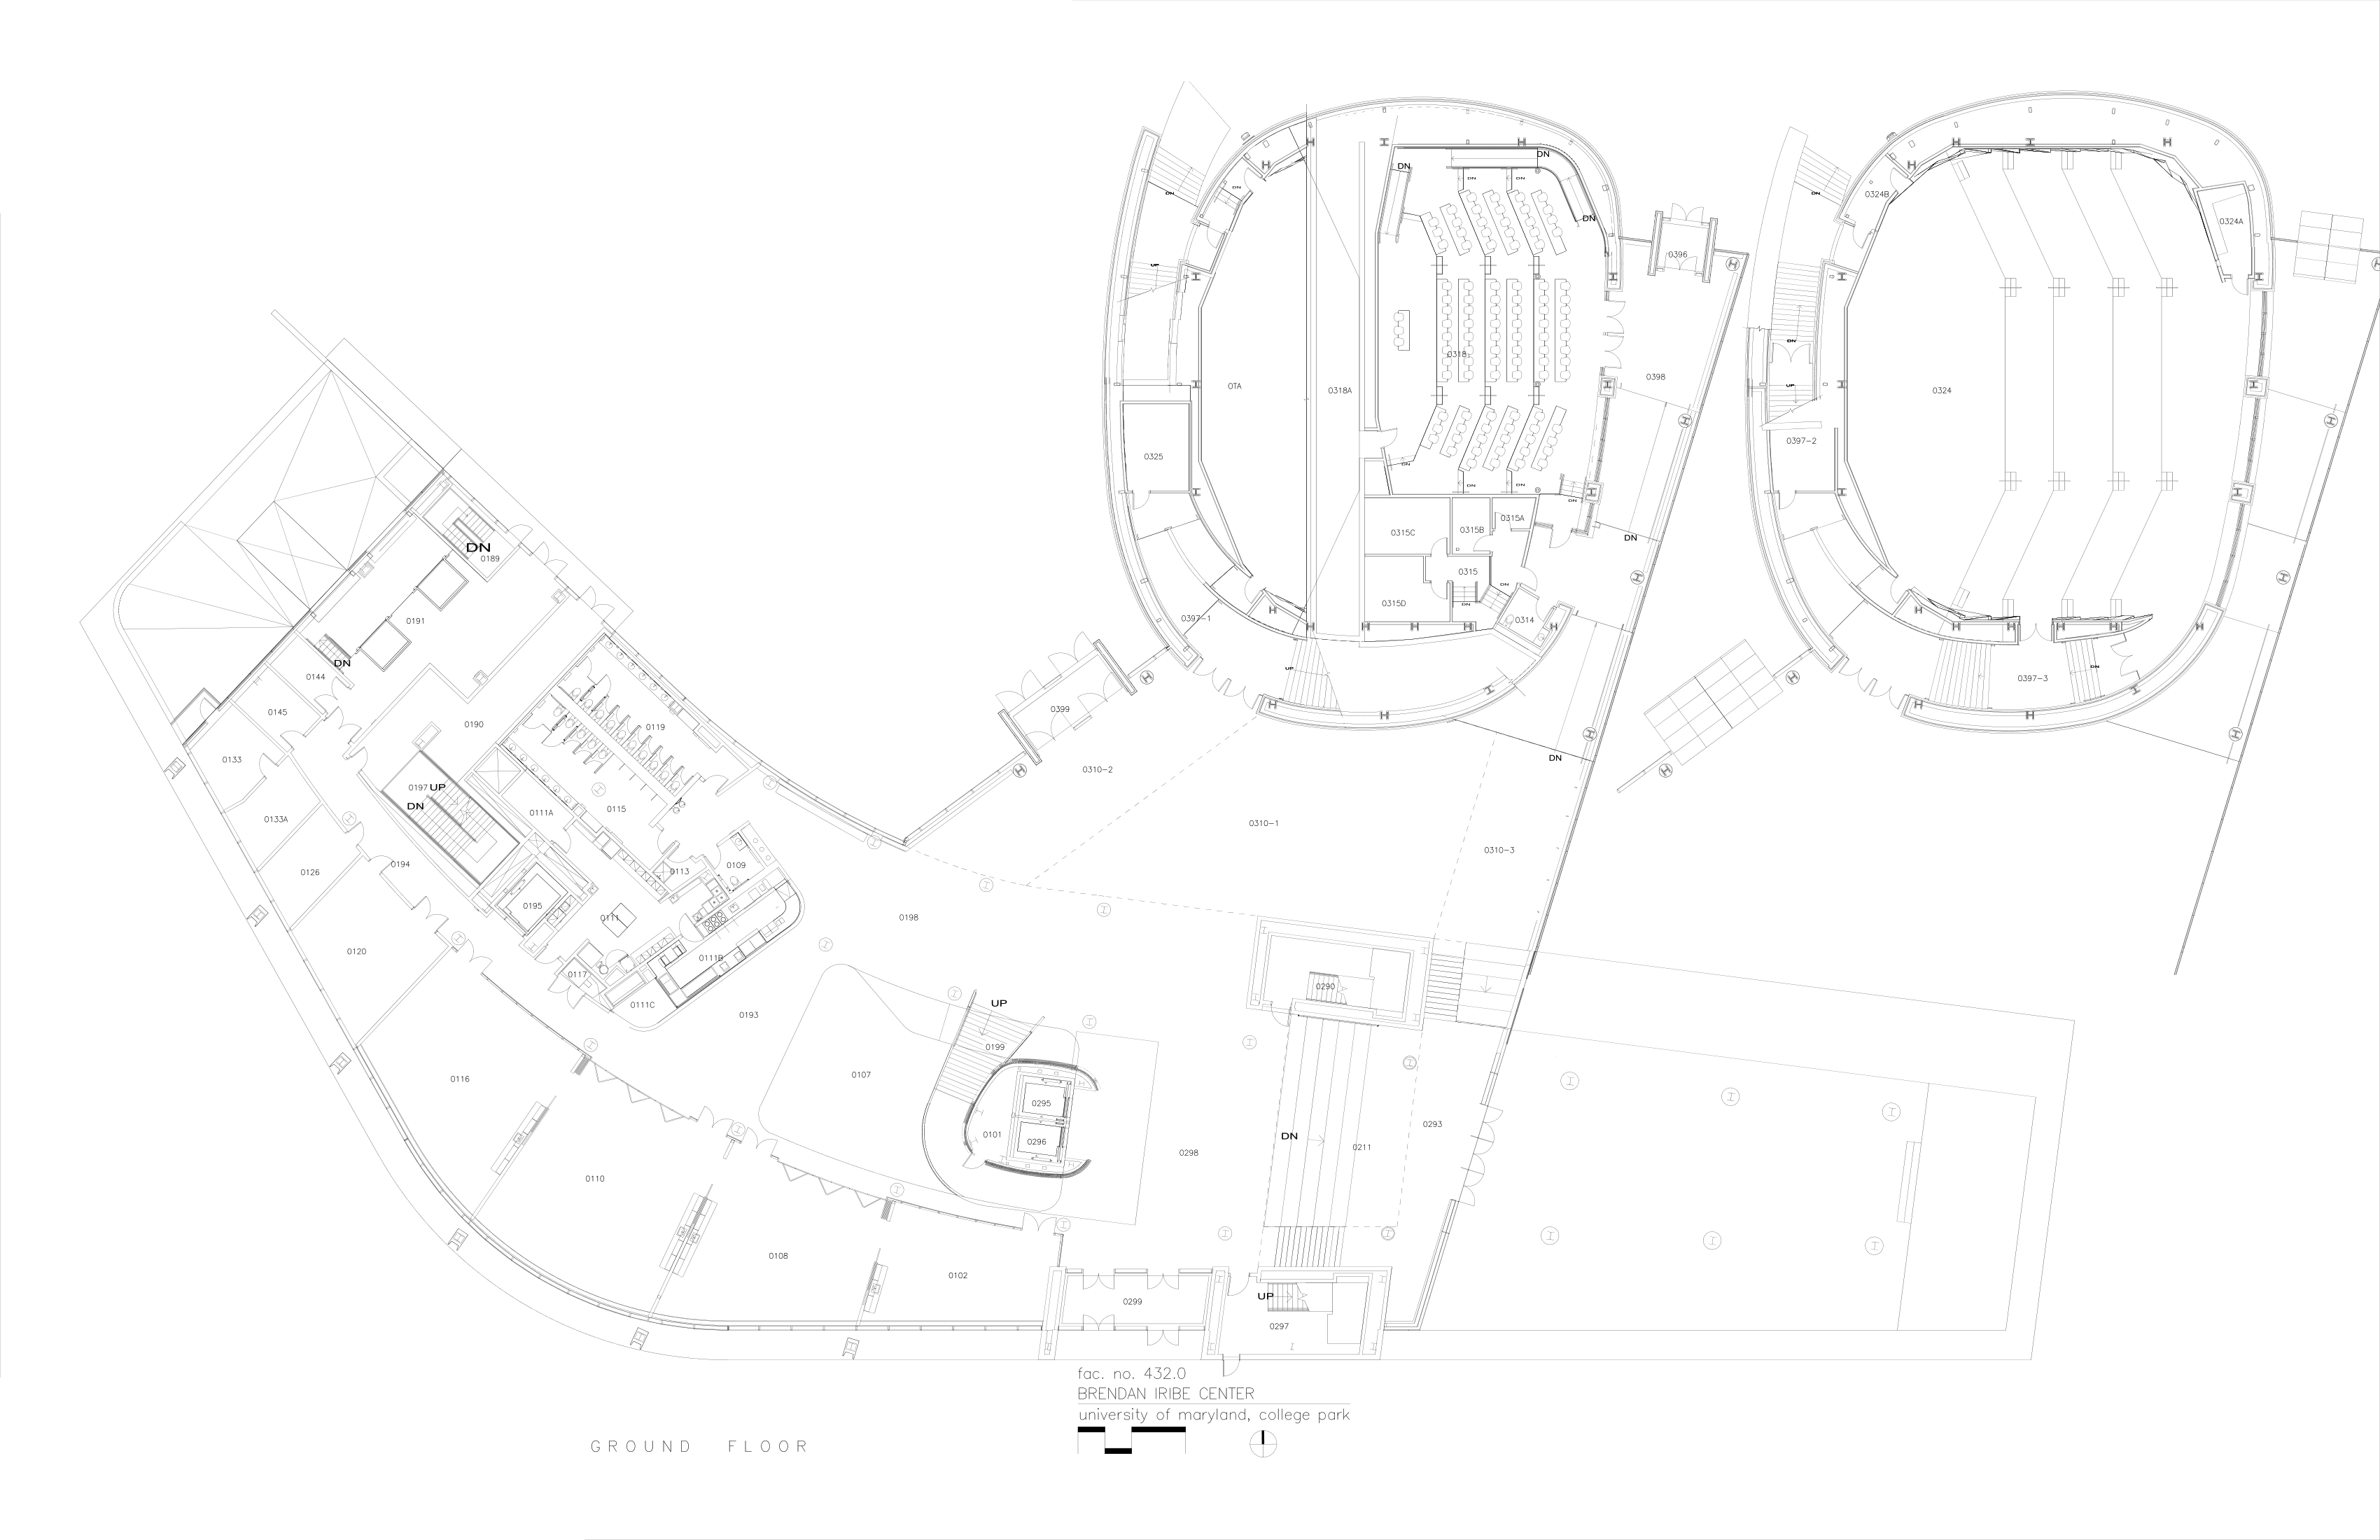 DN
DN
0324B
0324A
DN
DN
DN
DN
DN
DN
0396
UP
DN
0318
0398
OTA
0318A
UP
0324
0397-2
0325
DN
DN
DN
0315A
0315B
0315C
DN
DN
DN
0189
0315
DN
DN
0315D
0397-1
0314
0191
DN
0144
UP
DN
0397-3
0399
0145
0190
0119
0133
0310-2
DN
0197
UP
DN
0111A
0115
0133A
0310-1
0310-3
0194
0109
0113
0126
0195
0111
0198
0120
0111B
0117
0290
0111C
UP
0193
0199
0107
0116
0295
0293
0101
0296
DN
0211
0298
0110
0108
0102
0299
UP
0297
fac. no. 432.0
BRENDAN IRIBE CENTER
university of maryland, college park
GROUND FLOOR